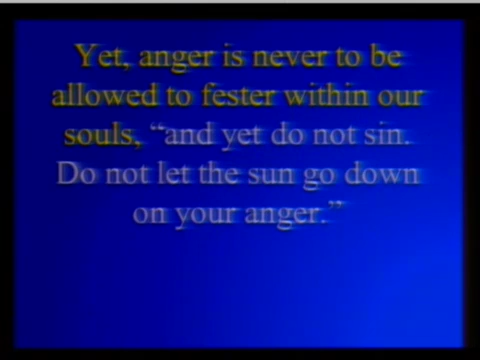 Yet, anger is never to be
allowed to fester within our
souls, “and yet do not sin.
Do not let the sun go down
on your anger.”